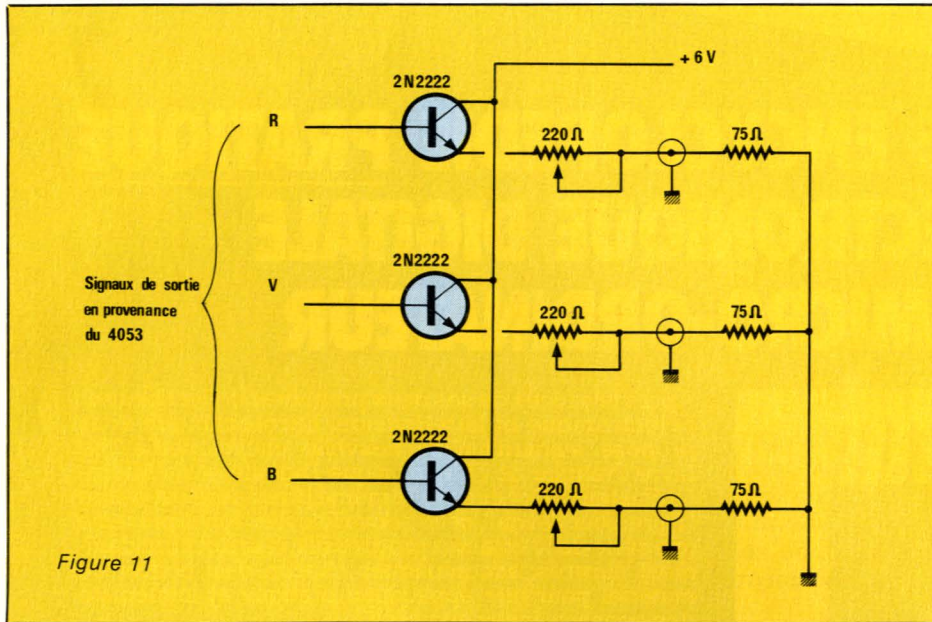 + 6 V
2N2222
R
220 Ω
75 Ω
2N2222
Signaux de sortie
en provenance
du 4053
V
220 Ω
75 Ω
2N2222
B
220 Ω
75 Ω
Figure 11